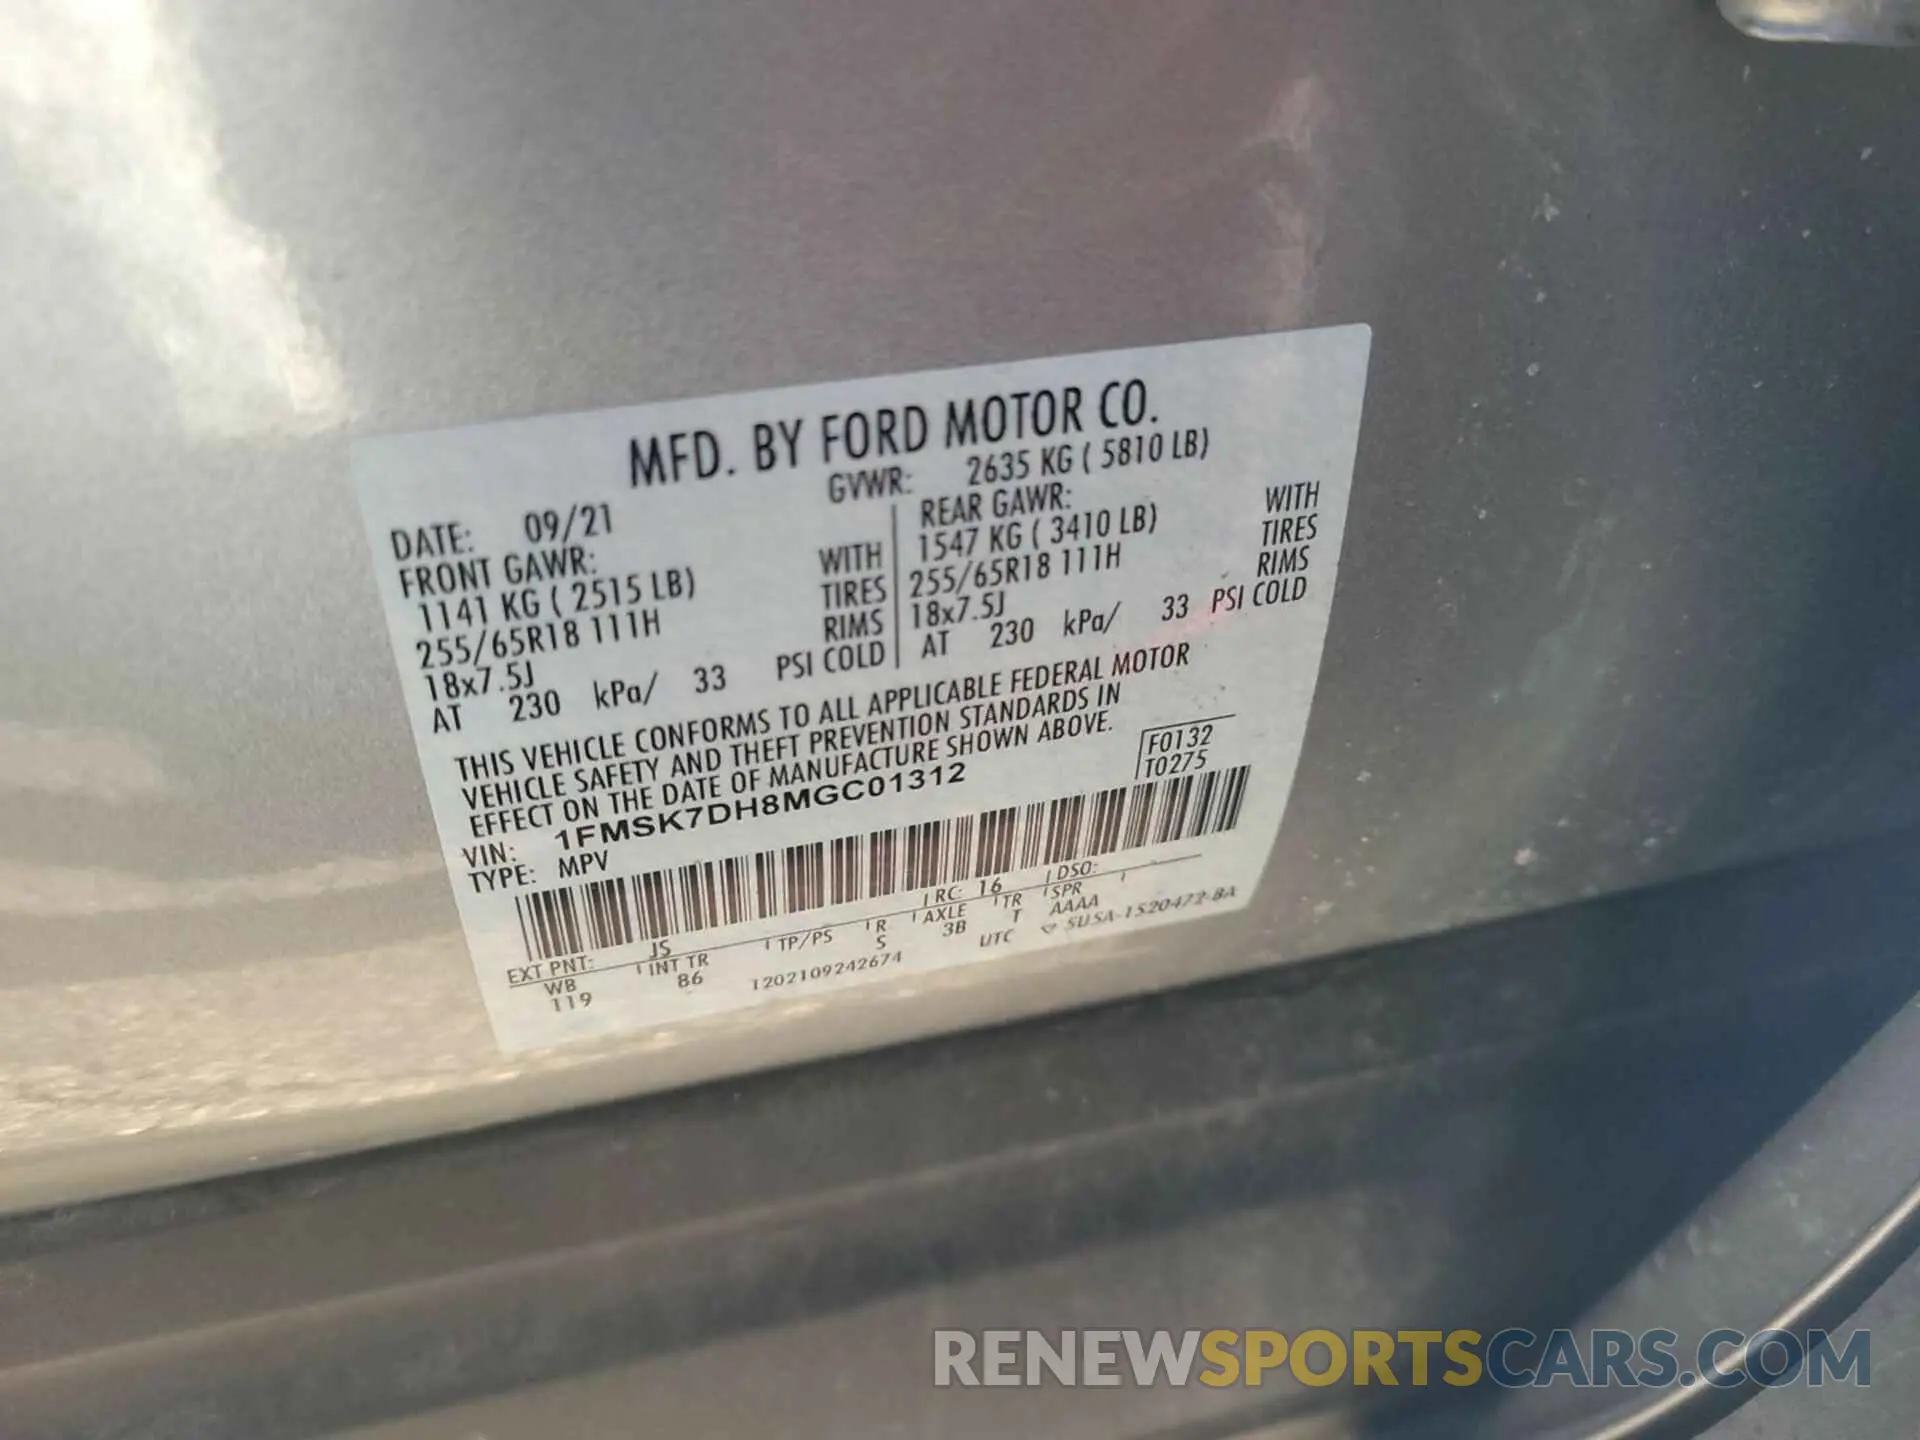 MFD. BY FORD MOTOR CO.
DATE: 09/21 GVWR: 2635 KG ( 5810 LB)
FRONT GAWR: REAR GAWR:
1141 KG ( 2515 LB) WITH 1547 KG ( 3410 LB) WITH
255/65R18 111H TIRES 255/65R18 111H TIRES
18x7.5J RIMS 18x7.5J RIMS
AT 230 kPa/ 33 PSI COLD AT 230 kPa/ 33 PSI COLD
THIS VEHICLE CONFORMS TO ALL APPLICABLE FEDERAL MOTOR
VEHICLE SAFETY AND THEFT PREVENTION STANDARDS IN
EFFECT ON THE DATE OF MANUFACTURE SHOWN ABOVE.
F0132
T0275
VIN: 1FMSK7DH8MGC01312
TYPE: MPV
EXT PNT: JS RC: 16 DSO:
WB INT TR TP/PS R AXLE TR SPR
119 B6 S 3B T AAAA
1202109242674 UTC 5U5A-1520472-BA
RENEWSPORTSCARS.COM